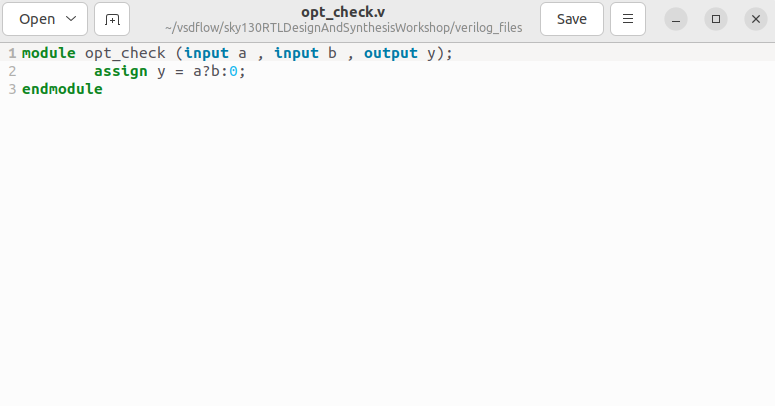 Open
opt_check.v
~/vsdflow/sky130RTLDesignAndSynthesisWorkshop/verilog_files
Save
1 module opt_check (input a , input b , output y);
2 assign y = a?b:0;
3 endmodule